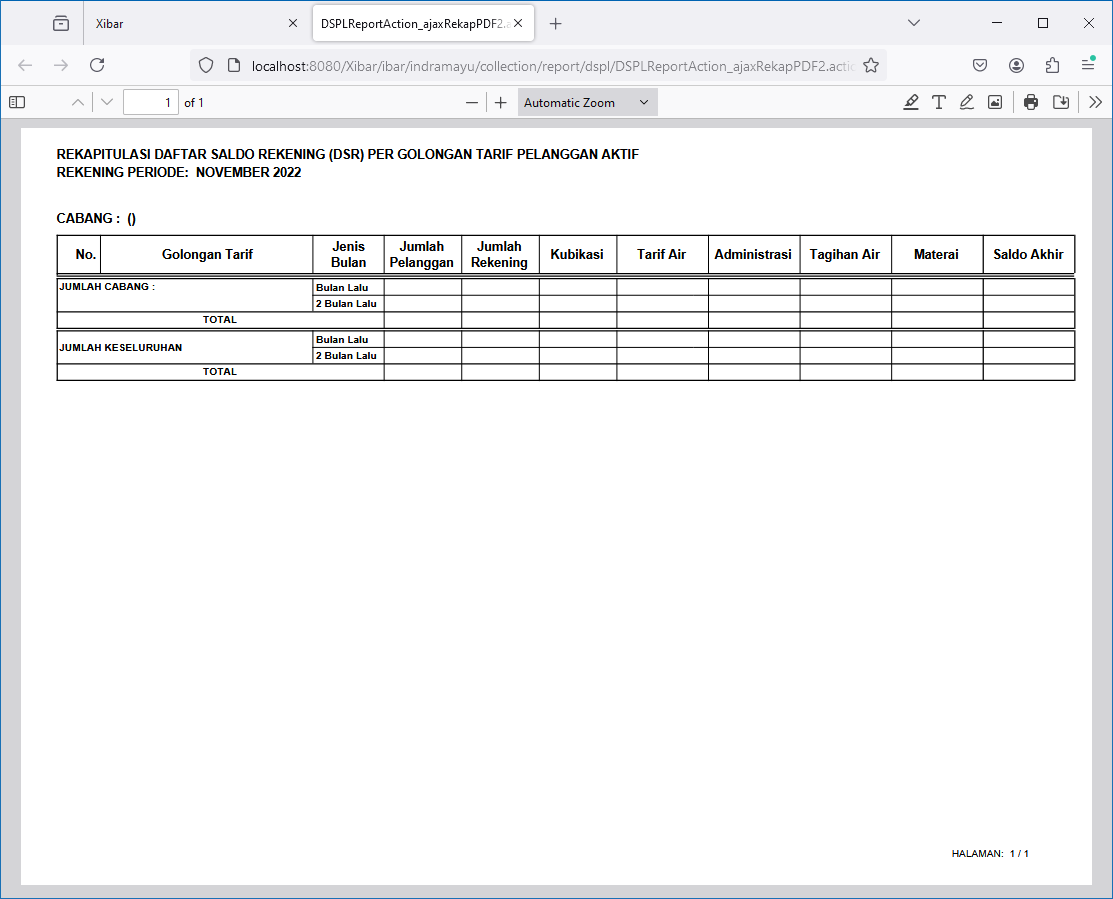 Xibar
DSPLReportAction_ajaxRekapPDF2.a
localhost:8080/Xibar/ibar/indramayu/collection/report/dspl/DSPLReportAction_ajaxRekapPDF2.actio
1 of 1
Automatic Zoom
REKAPITULASI DAFTAR SALDO REKENING (DSR) PER GOLONGAN TARIF PELANGGAN AKTIF
REKENING PERIODE: NOVEMBER 2022
CABANG : ()
No. Golongan Tarif Jenis Bulan Jumlah Pelanggan Jumlah Rekening Kubikasi Tarif Air Administrasi Tagihan Air Materai Saldo Akhir
JUMLAH CABANG : Bulan Lalu
2 Bulan Lalu
TOTAL
JUMLAH KESELURUHAN Bulan Lalu
2 Bulan Lalu
TOTAL
HALAMAN: 1 / 1